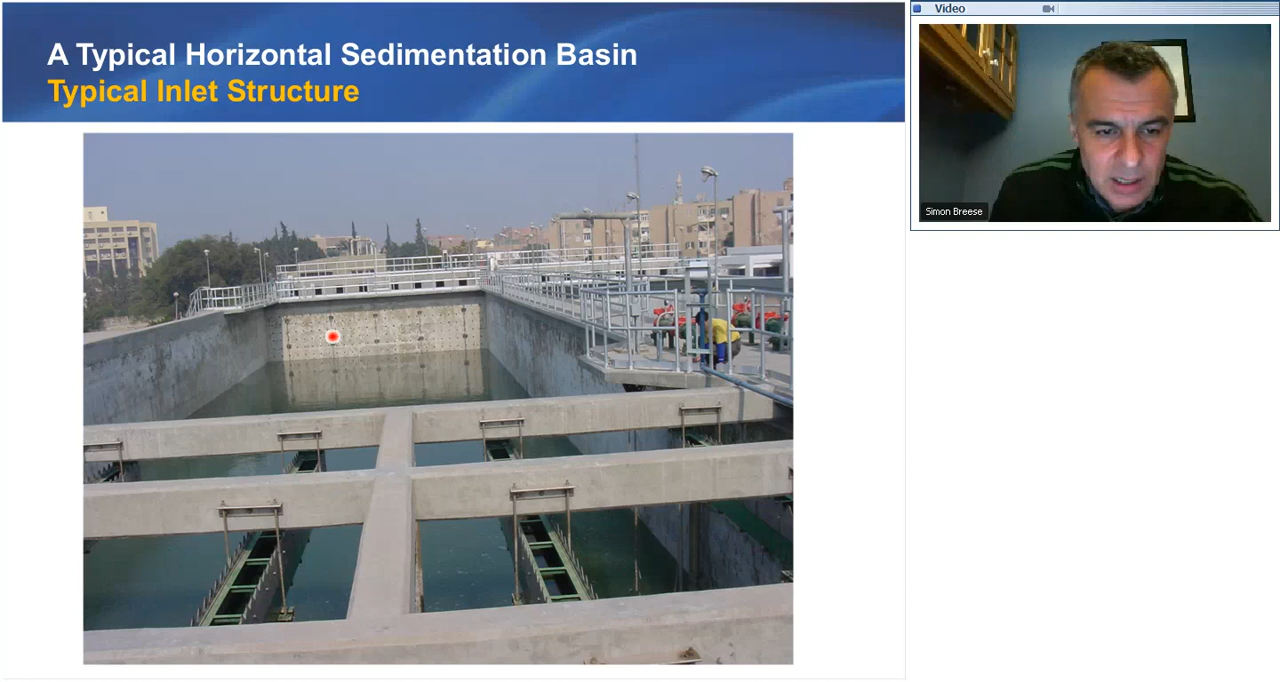 A Typical Horizontal Sedimentation Basin
Typical Inlet Structure
Video
Simon Breese